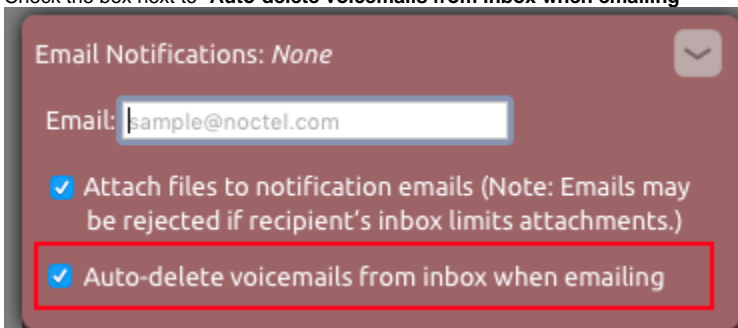 Check the box next to "Auto-delete voicemails from inbox when emailing"
Email Notifications: None
Email: sample@noctel.com
Attach files to notification emails (Note: Emails may
be rejected if recipient's inbox limits attachments.)
Auto-delete voicemails from inbox when emailing